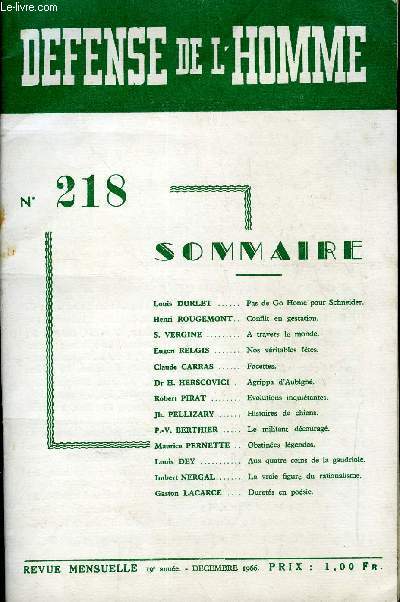 Le-livre.com
DEFENSE DE L'HOMME
N° 218
SOMMAIRE
Louis DORLET ...... Pas de Go Home pour Schneider.
Henri ROUGEMONT .. Conflit en gestation.
S. VERGINE ......... A travers le monde.
Eugen RELGIS ...... Nos véritables fêtes.
Claude CARRAS ...... Facettes.
Dr H. HERSCOVICI . Agrippa d'Aubigné.
Robert PIRAT ....... Evolutions inquiétantes.
Jh. PELLIZARY ..... Histoires de chiens.
P.-V. BERTHIER ..... Le militant découragé.
Maurice PERNETTE .. Obstinées légendes.
Louis DEY ........... Aux quatre coins de la gaudriole.
Imbert NERGAL ....... La vraie figure du rationalisme.
Gaston LACARCE .... Duretés en poésie.
REVUE MENSUELLE 19e année. - DECEMBRE 1966. PRIX : 1,00 Fr.